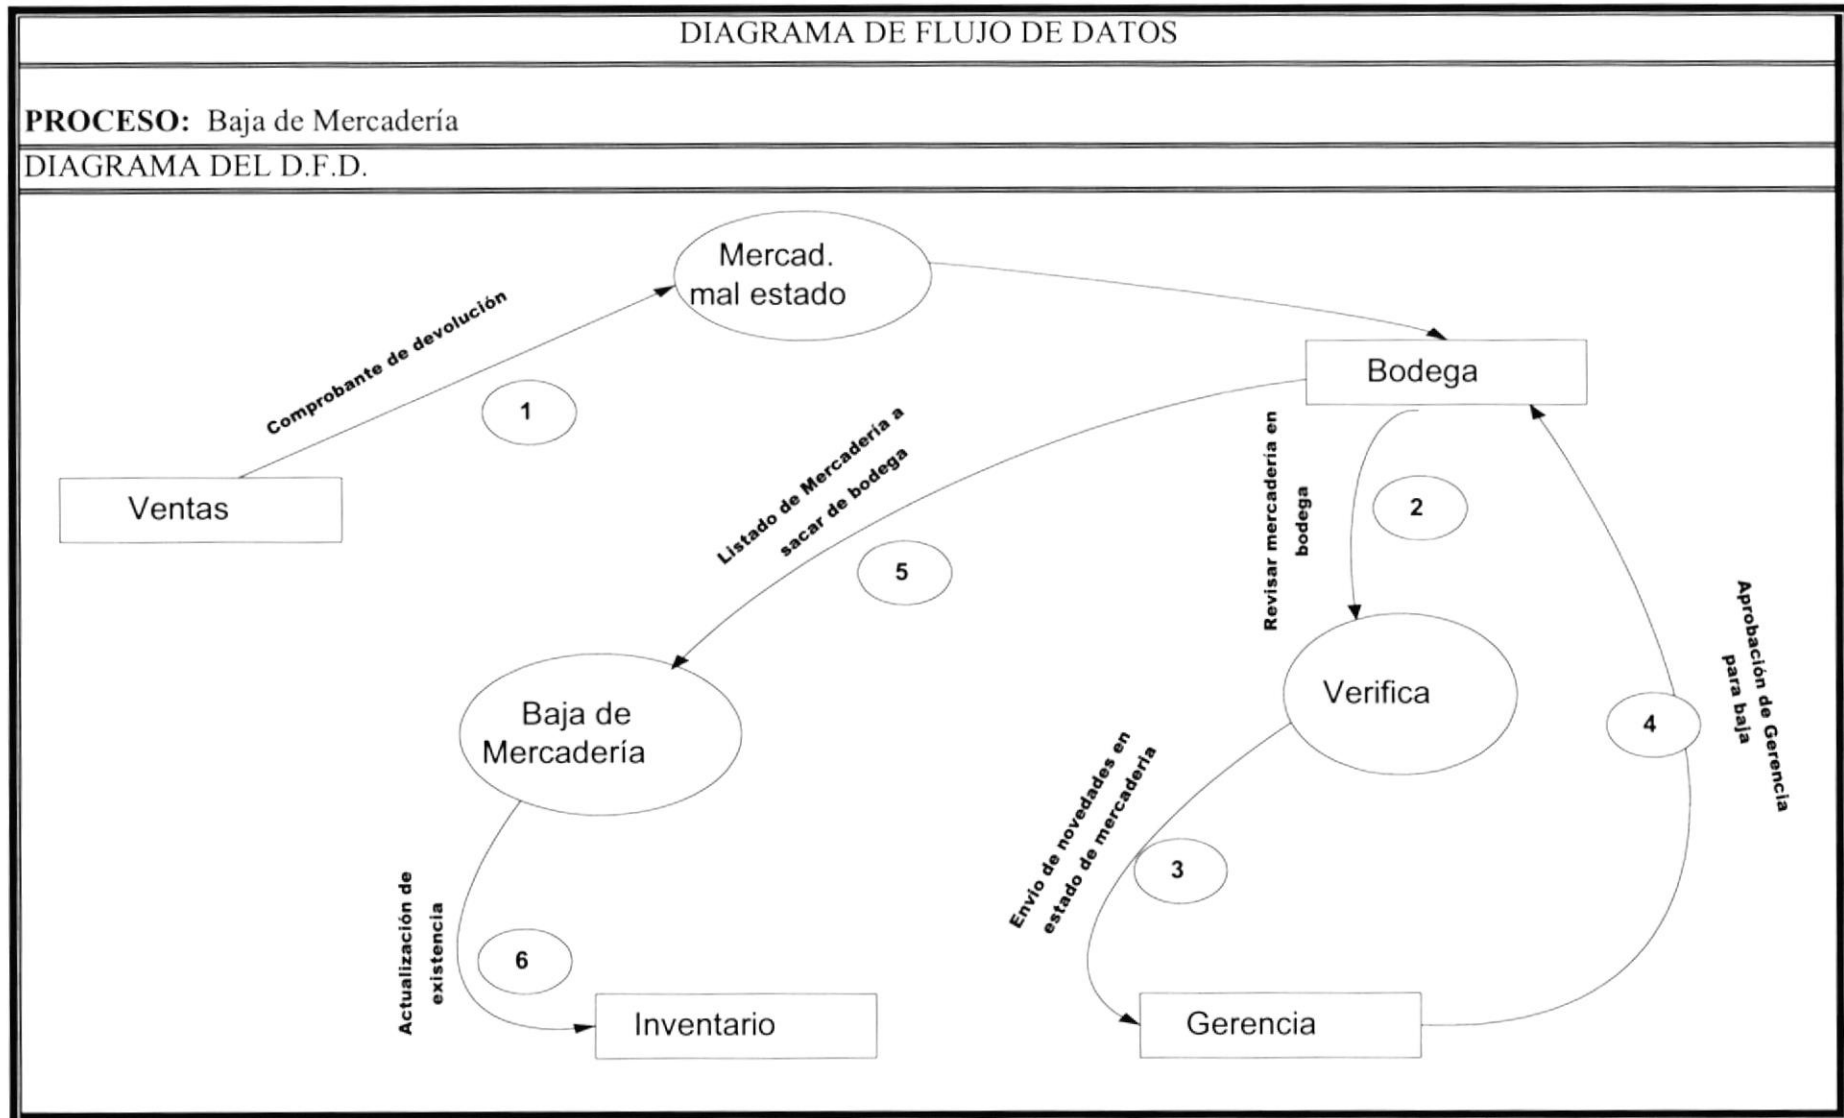 DIAGRAMA DE FLUJO DE DATOS
PROCESO: Baja de Mercadería
DIAGRAMA DEL D.F.D.
Mercad.
mal estado
Comprobante de devolución
1
Bodega
Ventas
Listado de Mercadería a
sacar de bodega
5
Revisar mercadería en
bodega
2
Verifica
Aprobación de Gerencia
para baja
4
Baja de
Mercadería
Envío de novedades en
estado de mercadería
3
Actualización de
existencia
6
Inventario
Gerencia